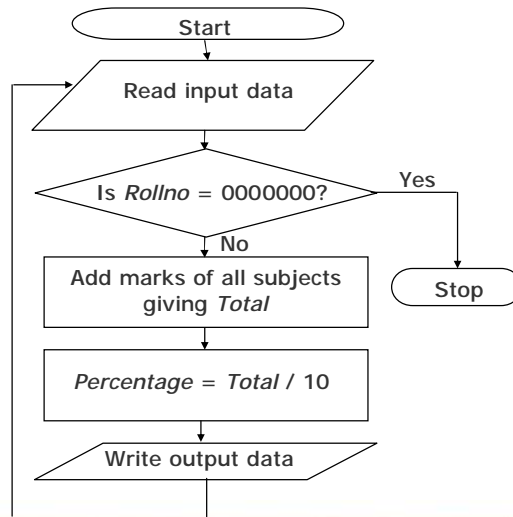 Start
Read input data
Is Rollno = 0000000?
Yes
No
Add marks of all subjects
giving Total
Stop
Percentage = Total / 10
Write output data